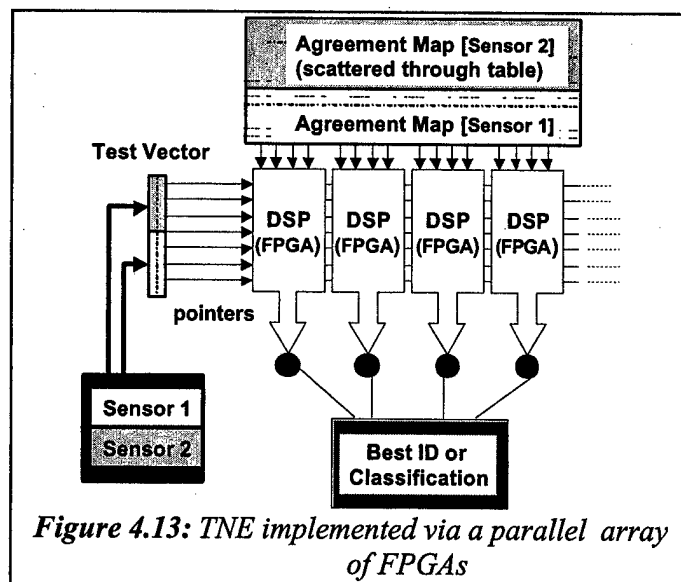 Agreement Map [Sensor 2]
(scattered through table)
Agreement Map [Sensor 1]
Test Vector
DSP
(FPGA)
DSP
(FPGA)
DSP
(FPGA)
DSP
(FPGA)
pointers
Sensor 1
Sensor 2
Best ID or
Classification
Figure 4.13: TNE implemented via a parallel array
of FPGAs